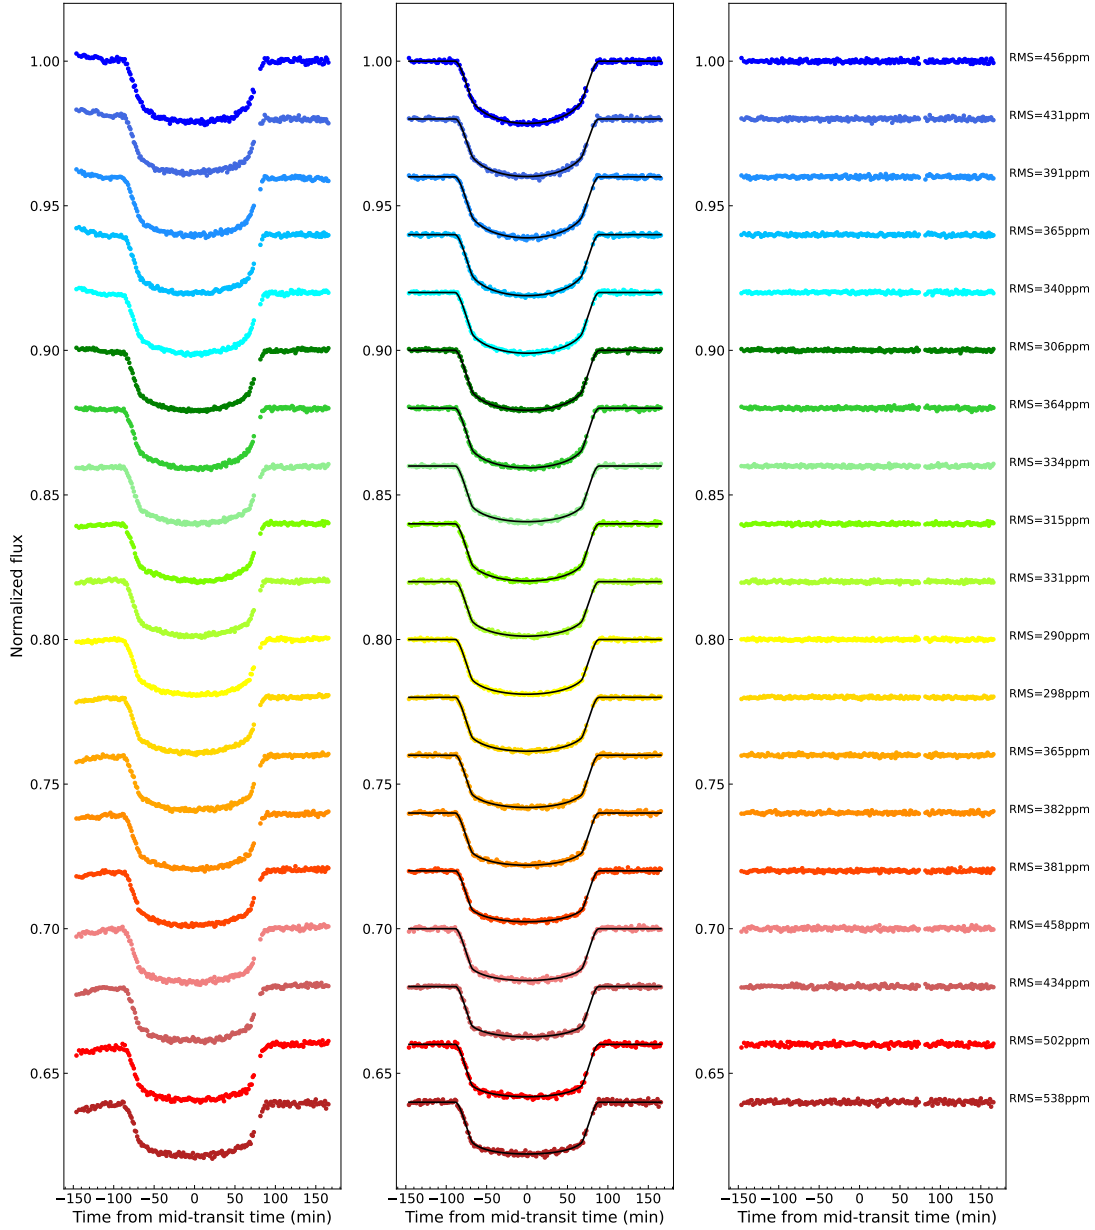 1.00
0.95
0.90
0.85
0.80
0.75
0.70
0.65
Normalized flux
−150 −100 −50 0 50 100 150
Time from mid-transit time (min)
1.00
0.95
0.90
0.85
0.80
0.75
0.70
0.65
−150 −100 −50 0 50 100 150
Time from mid-transit time (min)
1.00
0.95
0.90
0.85
0.80
0.75
0.70
0.65
−150 −100 −50 0 50 100 150
Time from mid-transit time (min)
RMS=456ppm
RMS=431ppm
RMS=391ppm
RMS=365ppm
RMS=340ppm
RMS=306ppm
RMS=364ppm
RMS=334ppm
RMS=315ppm
RMS=331ppm
RMS=290ppm
RMS=298ppm
RMS=365ppm
RMS=382ppm
RMS=381ppm
RMS=458ppm
RMS=434ppm
RMS=502ppm
RMS=538ppm